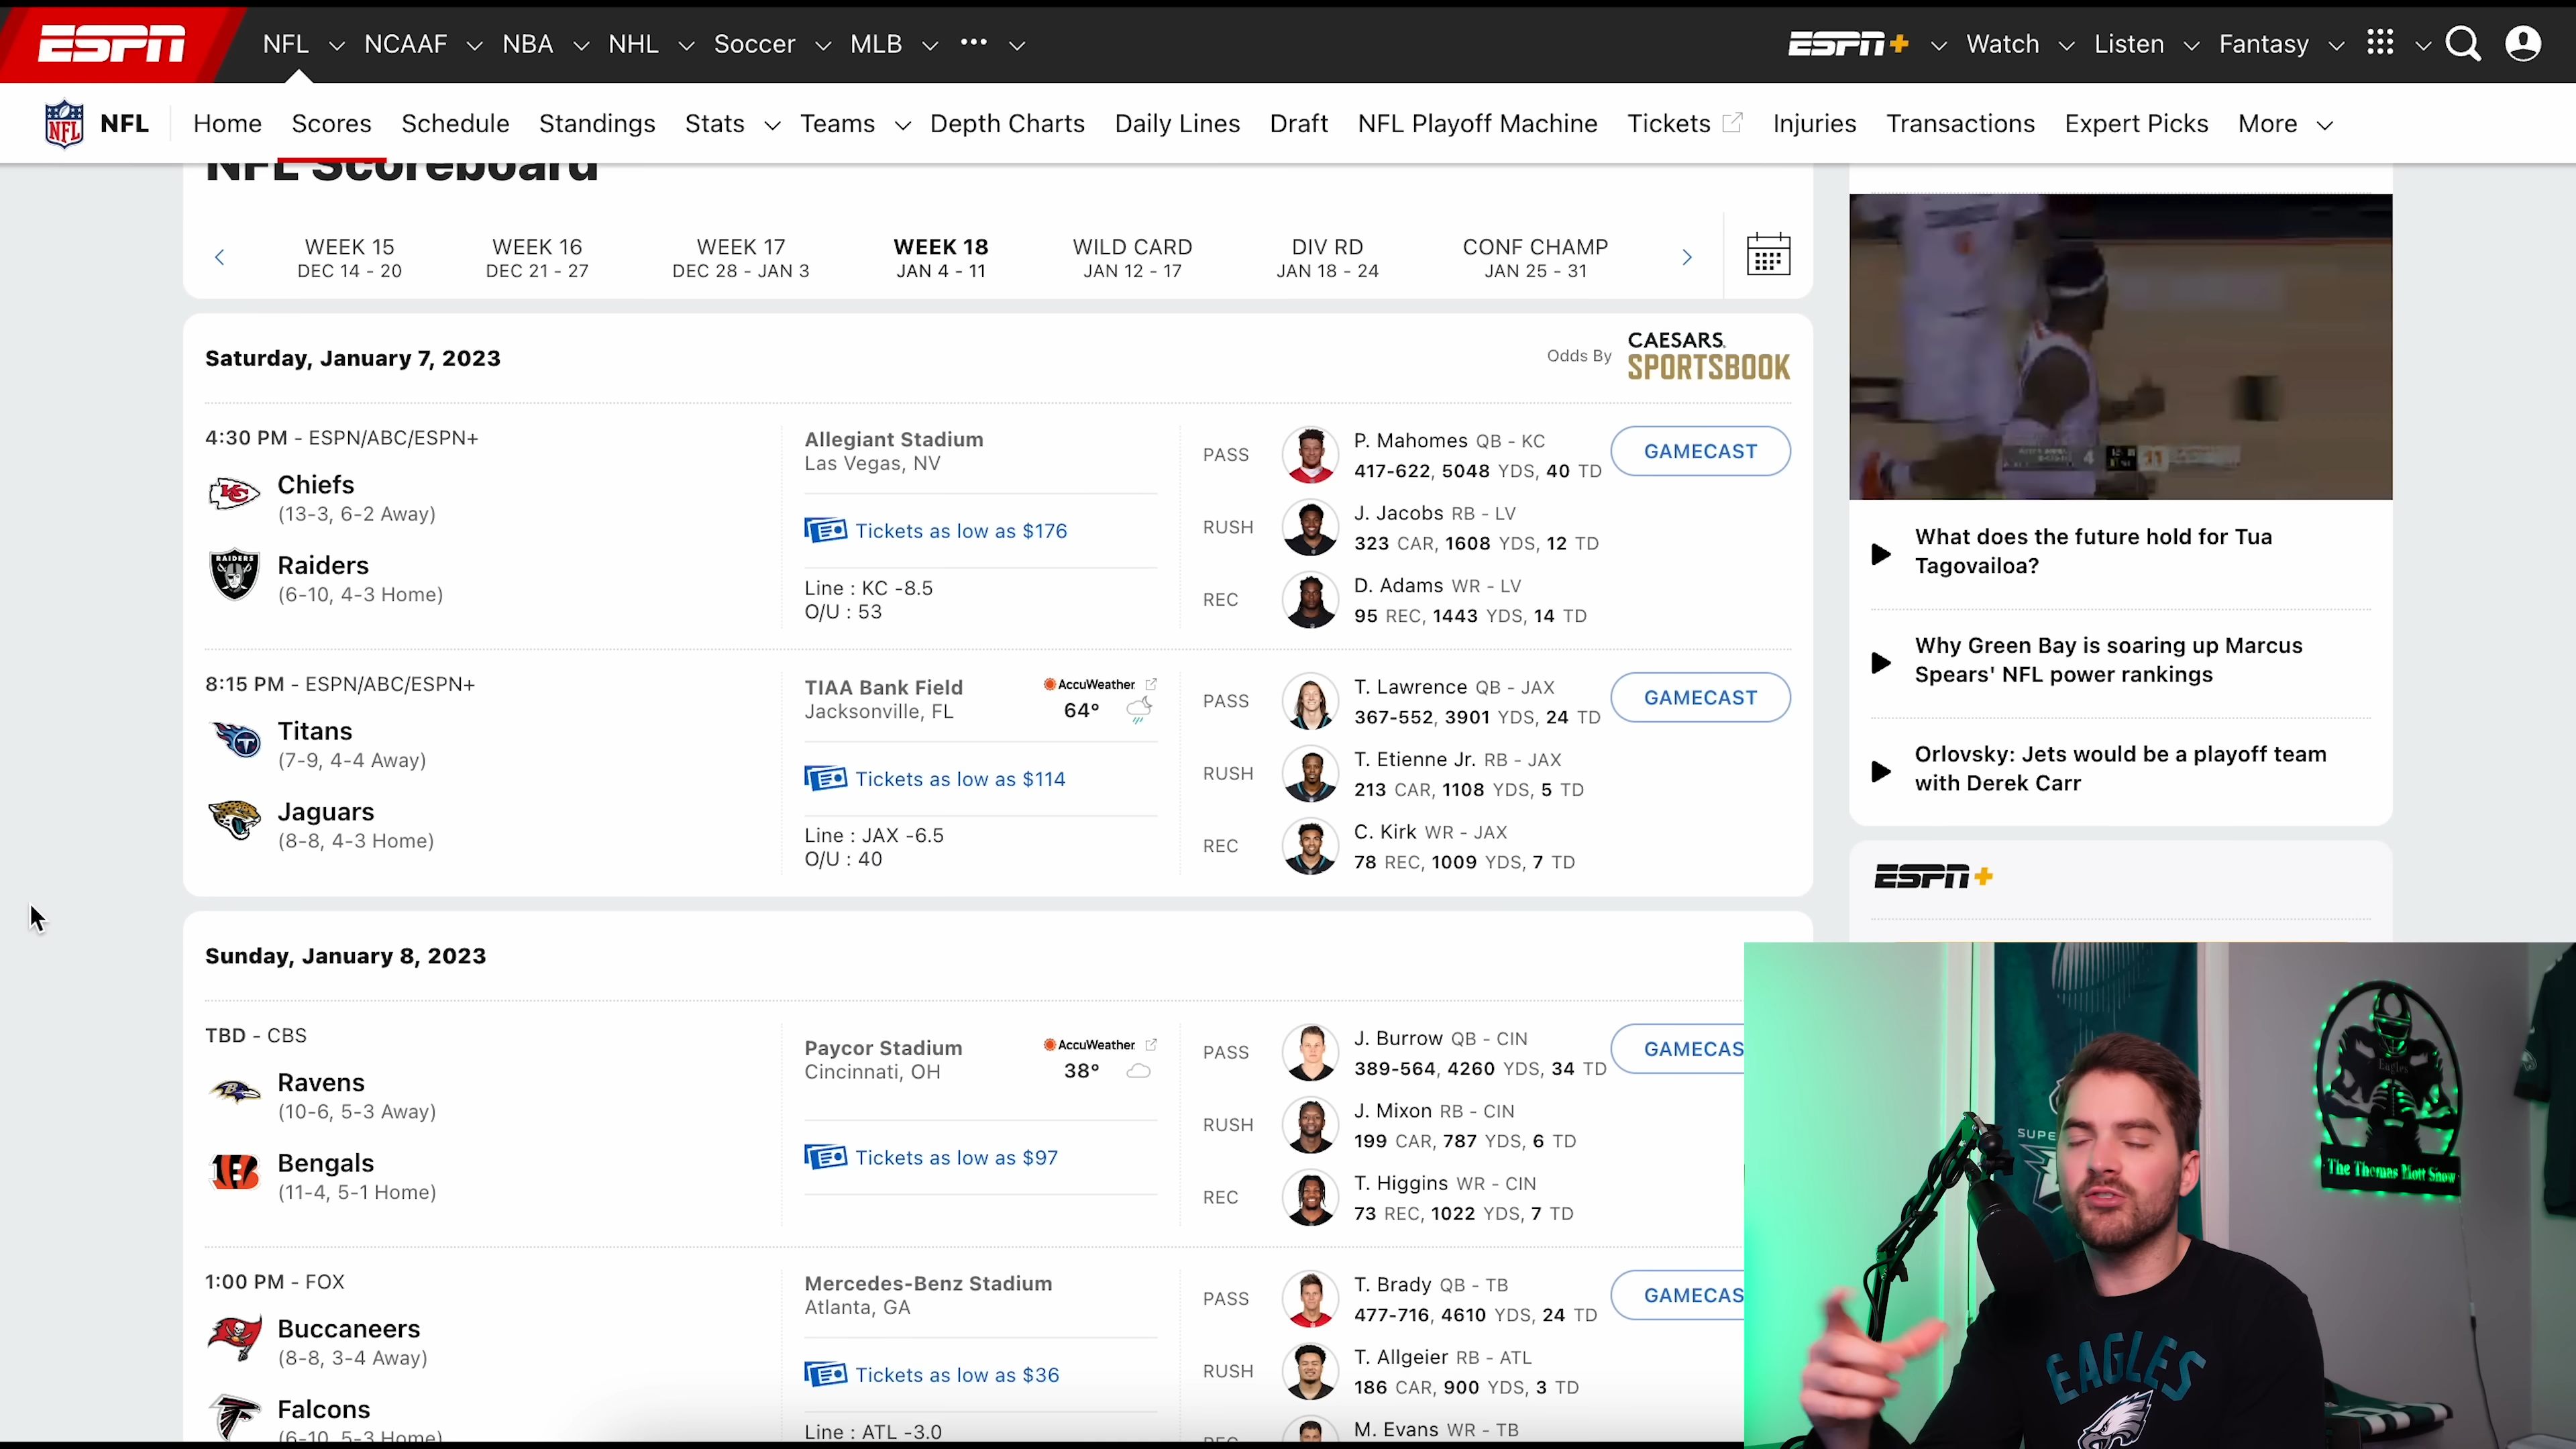 ESPN NFL NCAAF NBA NHL Soccer MLB ••• ESPN+ Watch Listen Fantasy
NFL NFL Home Scores Schedule Standings Stats Teams Depth Charts Daily Lines Draft NFL Playoff Machine Tickets Injuries Transactions Expert Picks More
NFL Scoreboard
WEEK 15 WEEK 16 WEEK 17 WEEK 18 WILD CARD DIV RD CONF CHAMP
DEC 14 - 20 DEC 21 - 27 DEC 28 - JAN 3 JAN 4 - 11 JAN 12 - 17 JAN 18 - 24 JAN 25 - 31
Saturday, January 7, 2023
Odds By CAESARS
SPORTSBOOK
4:30 PM - ESPN/ABC/ESPN+
Chiefs
(13-3, 6-2 Away)
RAIDERS
Raiders
(6-10, 4-3 Home)
Allegiant Stadium
Las Vegas, NV
Tickets as low as $176
Line : KC -8.5
O/U : 53
PASS
P. Mahomes QB - KC
417-622, 5048 YDS, 40 TD
RUSH
J. Jacobs RB - LV
323 CAR, 1608 YDS, 12 TD
REC
D. Adams WR - LV
95 REC, 1443 YDS, 14 TD
GAMECAST
8:15 PM - ESPN/ABC/ESPN+
Titans
(7-9, 4-4 Away)
Jaguars
(8-8, 4-3 Home)
TIAA Bank Field
Jacksonville, FL
AccuWeather
64°
Tickets as low as $114
Line : JAX -6.5
O/U : 40
PASS
T. Lawrence QB - JAX
367-552, 3901 YDS, 24 TD
RUSH
T. Etienne Jr. RB - JAX
213 CAR, 1108 YDS, 5 TD
REC
C. Kirk WR - JAX
78 REC, 1009 YDS, 7 TD
GAMECAST
Sunday, January 8, 2023
TBD - CBS
Ravens
(10-6, 5-3 Away)
Bengals
(11-4, 5-1 Home)
Paycor Stadium
Cincinnati, OH
AccuWeather
38°
Tickets as low as $97
PASS
J. Burrow QB - CIN
389-564, 4260 YDS, 34 TD
RUSH
J. Mixon RB - CIN
199 CAR, 787 YDS, 6 TD
REC
T. Higgins WR - CIN
73 REC, 1022 YDS, 7 TD
GAMECAS
1:00 PM - FOX
Buccaneers
(8-8, 3-4 Away)
Falcons
(6-10, 5-3 Home)
Mercedes-Benz Stadium
Atlanta, GA
Tickets as low as $36
Line : ATL -3.0
PASS
T. Brady QB - TB
477-716, 4610 YDS, 24 TD
RUSH
T. Allgeier RB - ATL
186 CAR, 900 YDS, 3 TD
REC
M. Evans WR - TB
GAMECAS
4 11
What does the future hold for Tua
Tagovailoa?
Why Green Bay is soaring up Marcus
Spears' NFL power rankings
Orlovsky: Jets would be a playoff team
with Derek Carr
ESPN+
SUPE
Eagles
The Thomas Mott Show
EAGLES